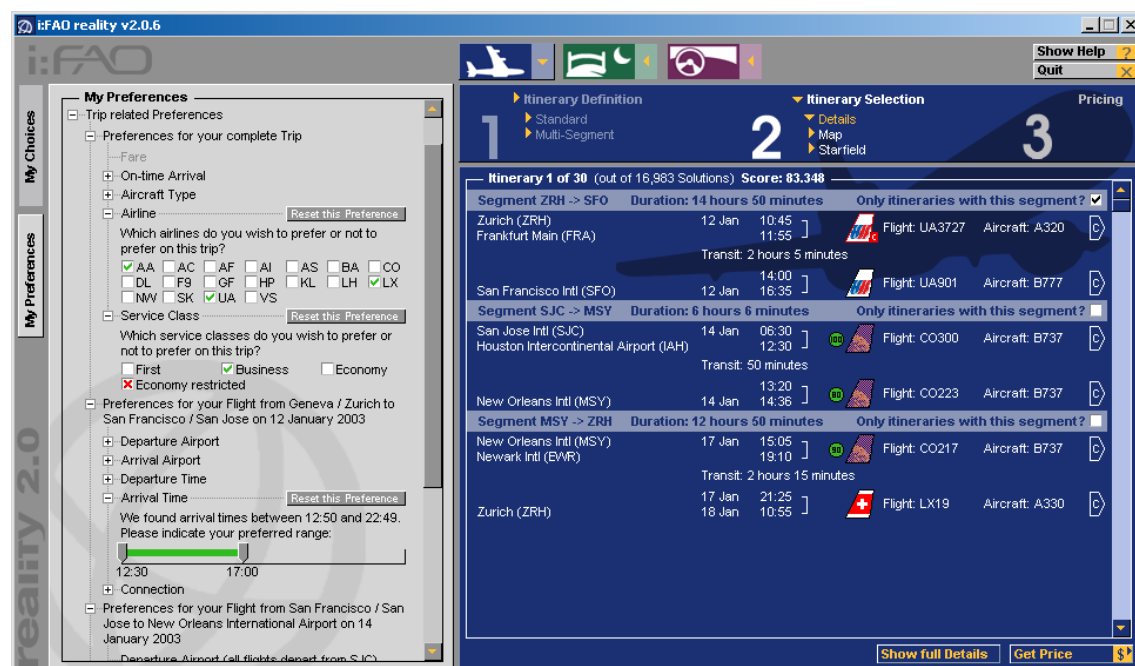 i:FAO reality v2.0.6
i:FAO
Show Help ?
Quit X
My Choices
My Preferences
reality 2.0
My Preferences
Trip related Preferences
Preferences for your complete Trip
Fare
On-time Arrival
Aircraft Type
Airline Reset this Preference
Which airlines do you wish to prefer or not to
prefer on this trip?
AA AC AF AI AS BA CO
DL F9 GF HP KL LH LX
NW SK UA VS
Service Class Reset this Preference
Which service classes do you wish to prefer or
not to prefer on this trip?
First Business Economy
Economy restricted
Preferences for your Flight from Geneva / Zurich to
San Francisco / San Jose on 12 January 2003
Departure Airport
Arrival Airport
Departure Time
Arrival Time Reset this Preference
We found arrival times between 12:50 and 22:49.
Please indicate your preferred range:
12:30 17:00
Connection
Preferences for your Flight from San Francisco / San
Jose to New Orleans International Airport on 14
January 2003
Departure Airport (all flights depart from SJC)
1 Itinerary Definition
Standard
Multi-Segment
2 Itinerary Selection
Details
Map
Starfield
3 Pricing
Itinerary 1 of 30 (out of 16,983 Solutions) Score: 83.348
Segment ZRH -> SFO Duration: 14 hours 50 minutes Only itineraries with this segment?
Zurich (ZRH) 12 Jan 10:45 Flight: UA3727 Aircraft: A320 C
Frankfurt Main (FRA) 11:55
Transit: 2 hours 5 minutes
14:00 Flight: UA901 Aircraft: B777 C
San Francisco Intl (SFO) 12 Jan 16:35
Segment SJC -> MSY Duration: 6 hours 6 minutes Only itineraries with this segment?
San Jose Intl (SJC) 14 Jan 06:30 100 Flight: CO300 Aircraft: B737 C
Houston Intercontinental Airport (IAH) 12:30
Transit: 50 minutes
13:20 80 Flight: CO223 Aircraft: B737 C
New Orleans Intl (MSY) 14 Jan 14:36
Segment MSY -> ZRH Duration: 12 hours 50 minutes Only itineraries with this segment?
New Orleans Intl (MSY) 17 Jan 15:05 90 Flight: CO217 Aircraft: B737 C
Newark Intl (EWR) 19:10
Transit: 2 hours 15 minutes
17 Jan 21:25 Flight: LX19 Aircraft: A330 C
Zurich (ZRH) 18 Jan 10:55
Show full Details Get Price $